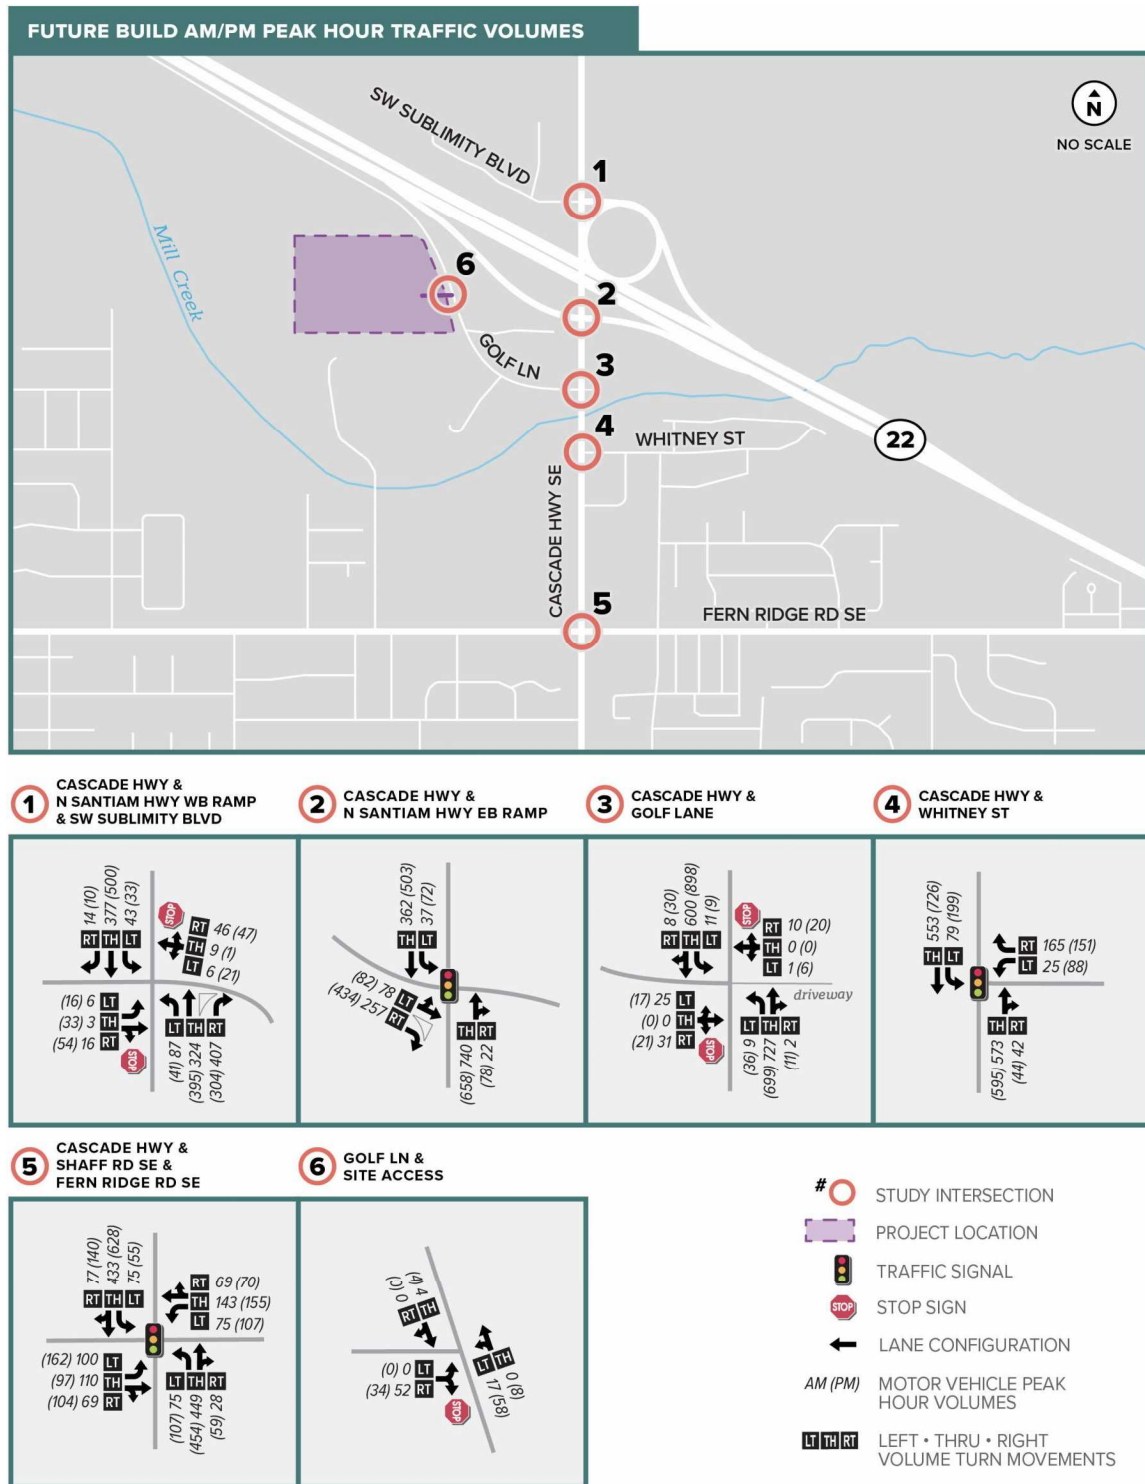 FUTURE BUILD AM/PM PEAK HOUR TRAFFIC VOLUMES
SW SUBLIMITY BLVD
N
NO SCALE
1
Mill Creek
6
2
GOLF LN
3
4
WHITNEY ST
22
CASCADE HWY SE
5
FERN RIDGE RD SE
1
CASCADE HWY &
N SANTIAM HWY WB RAMP
& SW SUBLIMITY BLVD
14 (10)
377 (500)
43 (33)
RT TH LT
STOP
RT 46 (47)
TH 9 (1)
LT 6 (21)
(16) 6 LT
(33) 3 TH
(54) 16 RT
STOP
LT TH RT
(41) 87
(395) 324
(304) 407
2
CASCADE HWY &
N SANTIAM HWY EB RAMP
362 (503)
37 (72)
TH LT
(82) 78 LT
(434) 257 RT
TH RT
(658) 740
(78) 22
3
CASCADE HWY &
GOLF LANE
8 (30)
600 (898)
11 (9)
RT TH LT
STOP
RT 10 (20)
TH 0 (0)
LT 1 (6)
driveway
(17) 25 LT
(0) 0 TH
(21) 31 RT
STOP
LT TH RT
(36) 9
(699) 727
(11) 2
4
CASCADE HWY &
WHITNEY ST
553 (726)
79 (199)
TH LT
RT 165 (151)
LT 25 (88)
TH RT
(595) 573
(44) 42
5
CASCADE HWY &
SHAFF RD SE &
FERN RIDGE RD SE
(140)
433 (628)
(55)
RT TH LT
RT 69 (70)
TH 143 (155)
LT 75 (107)
(162) 100 LT
(97) 110 TH
(104) 69 RT
LT TH RT
(107) 75
(454) 449
(59) 28
6
GOLF LN &
SITE ACCESS
(0) 0
(4) 4
RT TH
(0) 0 LT
(34) 52 RT
STOP
LT TH
17 (58)
0 (8)
# STUDY INTERSECTION
PROJECT LOCATION
TRAFFIC SIGNAL
STOP STOP SIGN
LANE CONFIGURATION
AM (PM) MOTOR VEHICLE PEAK
HOUR VOLUMES
LT TH RT LEFT • THRU • RIGHT
VOLUME TURN MOVEMENTS